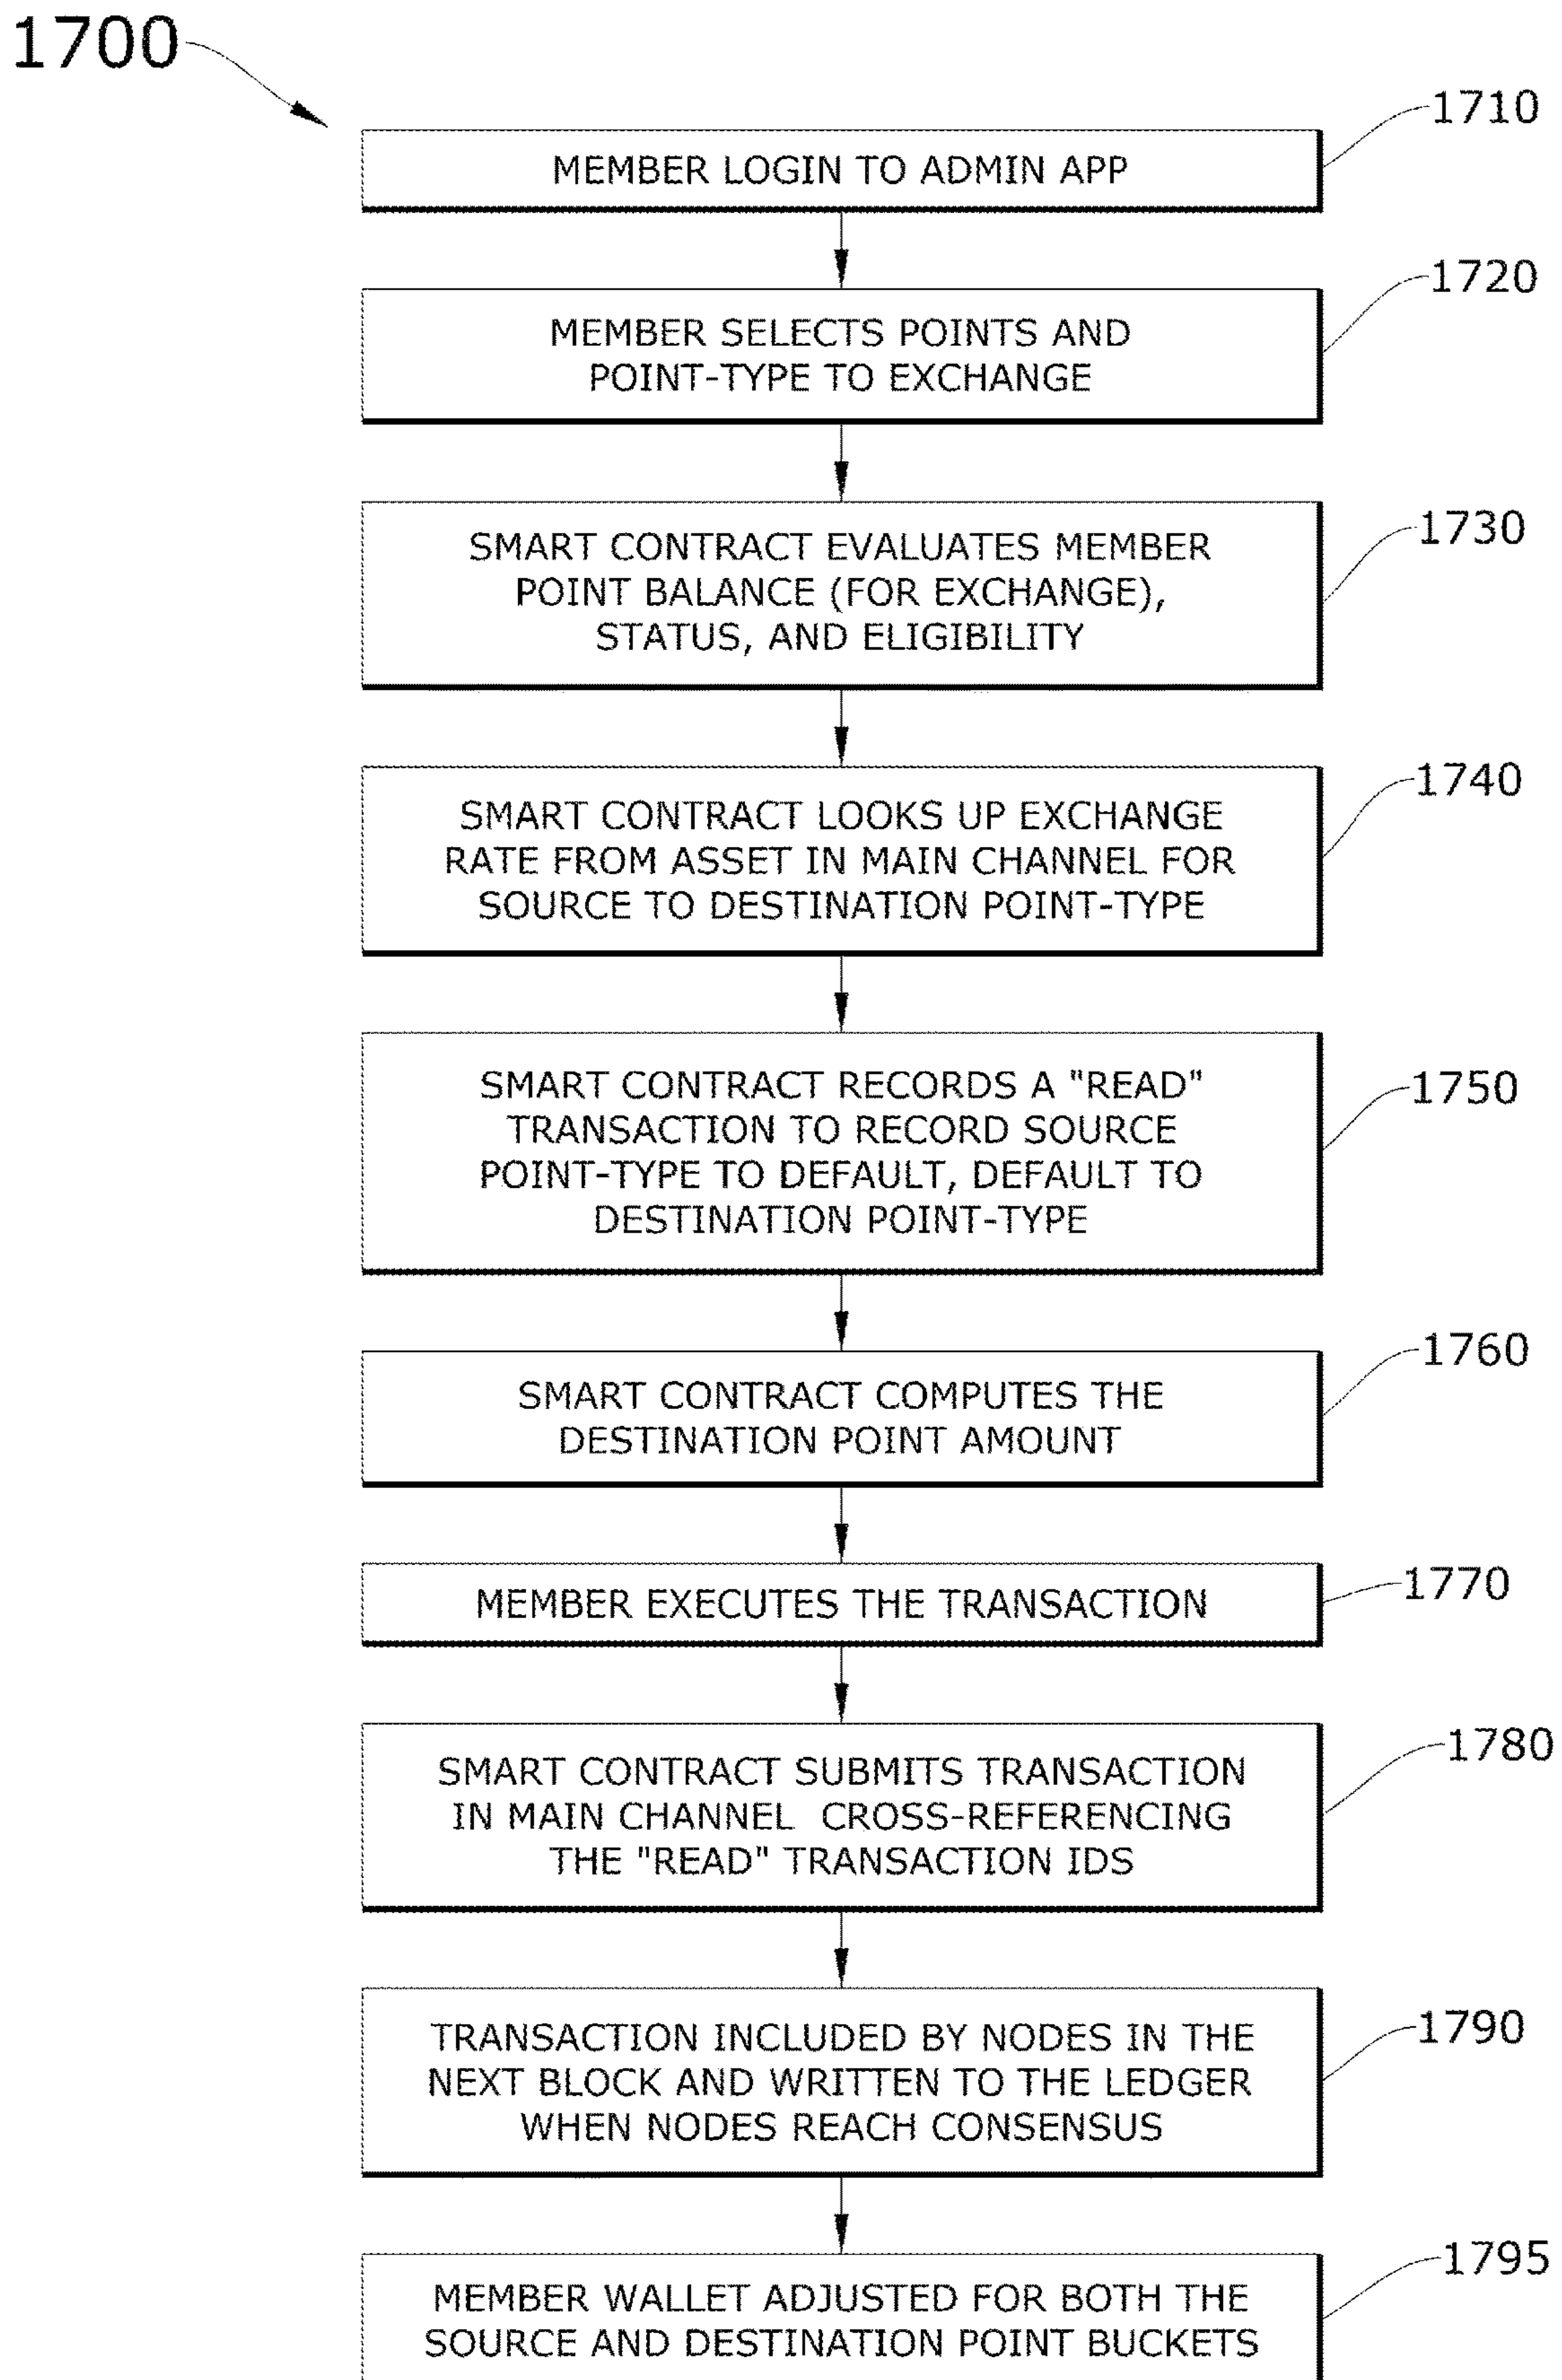 1700
1710
MEMBER LOGIN TO ADMIN APP
1720
MEMBER SELECTS POINTS AND
POINT-TYPE TO EXCHANGE
1730
SMART CONTRACT EVALUATES MEMBER
POINT BALANCE (FOR EXCHANGE),
STATUS, AND ELIGIBILITY
1740
SMART CONTRACT LOOKS UP EXCHANGE
RATE FROM ASSET IN MAIN CHANNEL FOR
SOURCE TO DESTINATION POINT-TYPE
1750
SMART CONTRACT RECORDS A "READ"
TRANSACTION TO RECORD SOURCE
POINT-TYPE TO DEFAULT, DEFAULT TO
DESTINATION POINT-TYPE
1760
SMART CONTRACT COMPUTES THE
DESTINATION POINT AMOUNT
1770
MEMBER EXECUTES THE TRANSACTION
1780
SMART CONTRACT SUBMITS TRANSACTION
IN MAIN CHANNEL CROSS-REFERENCING
THE "READ" TRANSACTION IDS
1790
TRANSACTION INCLUDED BY NODES IN THE
NEXT BLOCK AND WRITTEN TO THE LEDGER
WHEN NODES REACH CONSENSUS
1795
MEMBER WALLET ADJUSTED FOR BOTH THE
SOURCE AND DESTINATION POINT BUCKETS